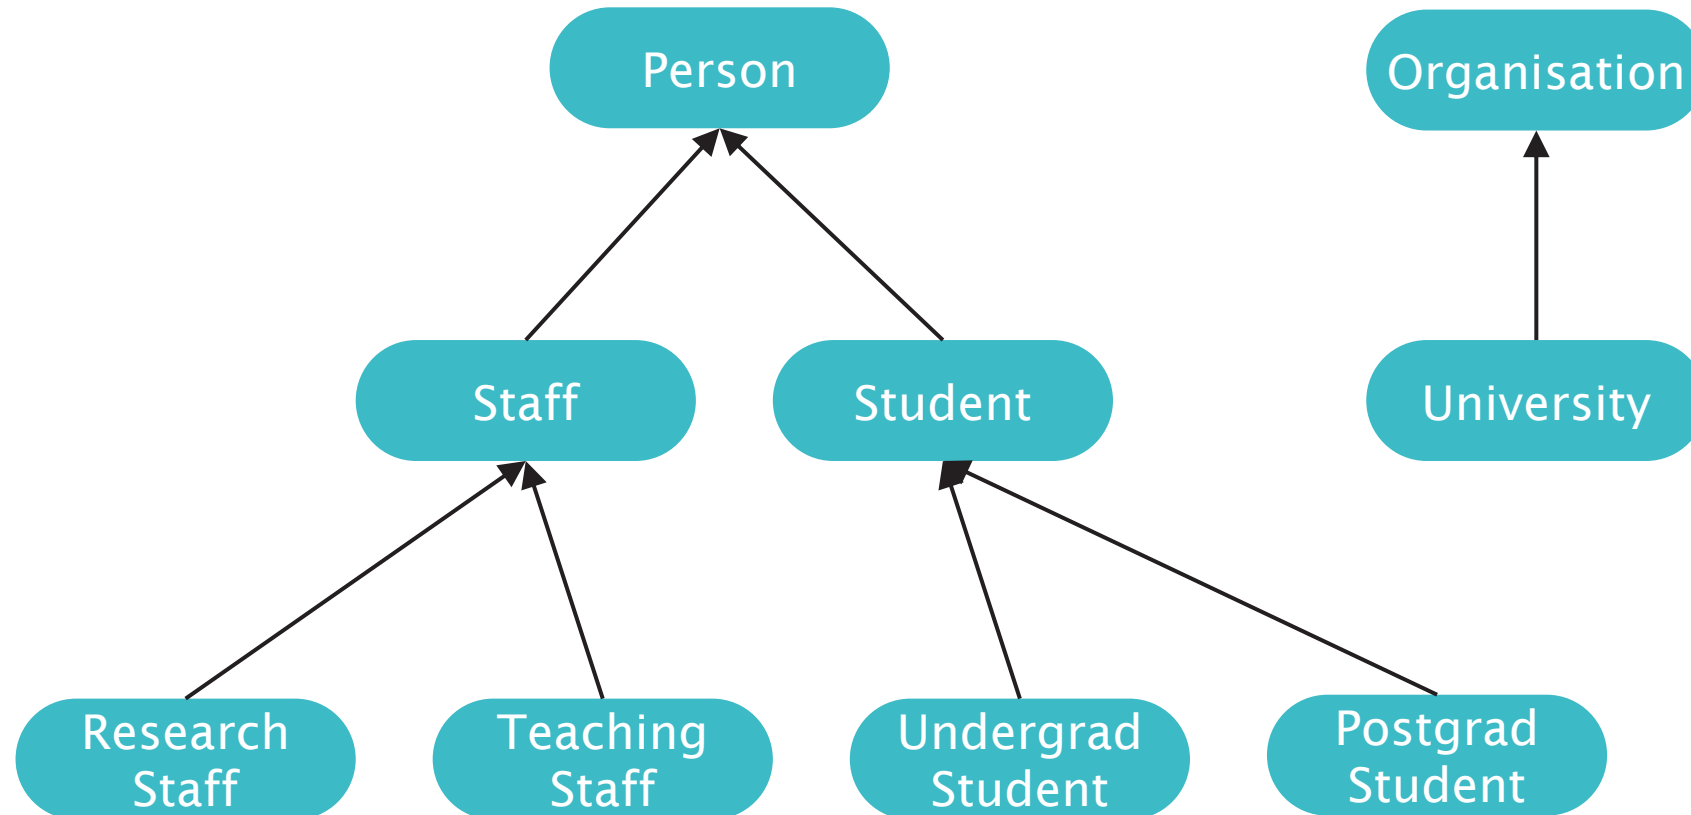 Person
Organisation
Staff
Student
University
Research
Staff
Teaching
Staff
Undergrad
Student
Postgrad
Student